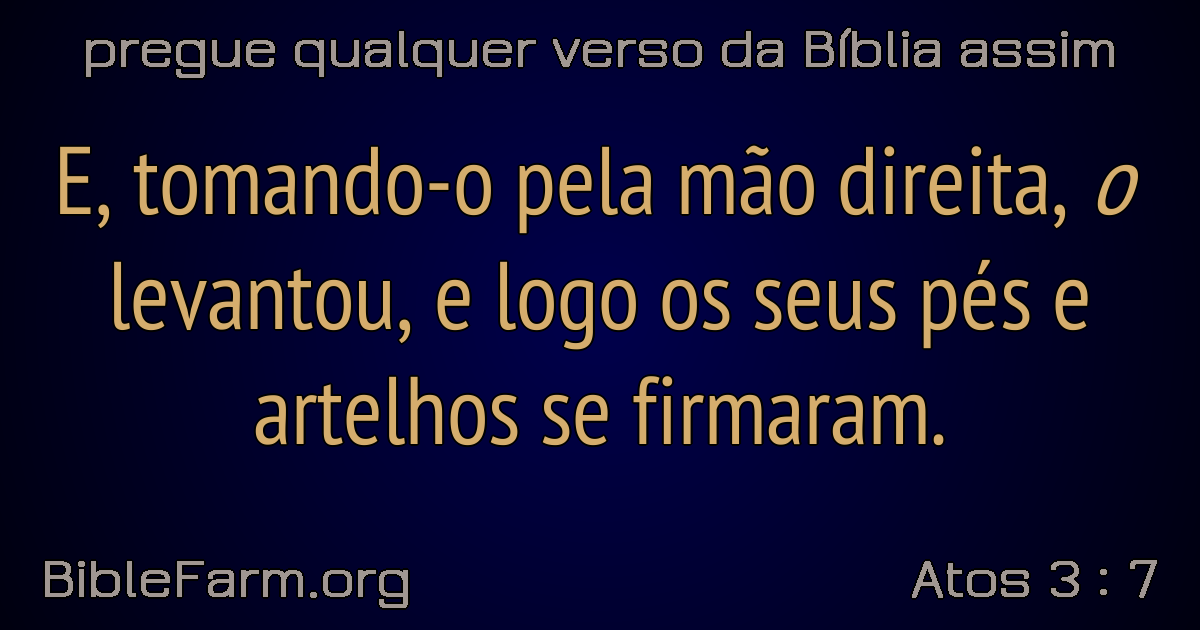 pregue qualquer verso da Bíblia assim
E, tomando-o pela mão direita, o
levantou, e logo os seus pés e
artelhos se firmaram.
BibleFarm.org
Atos 3 : 7